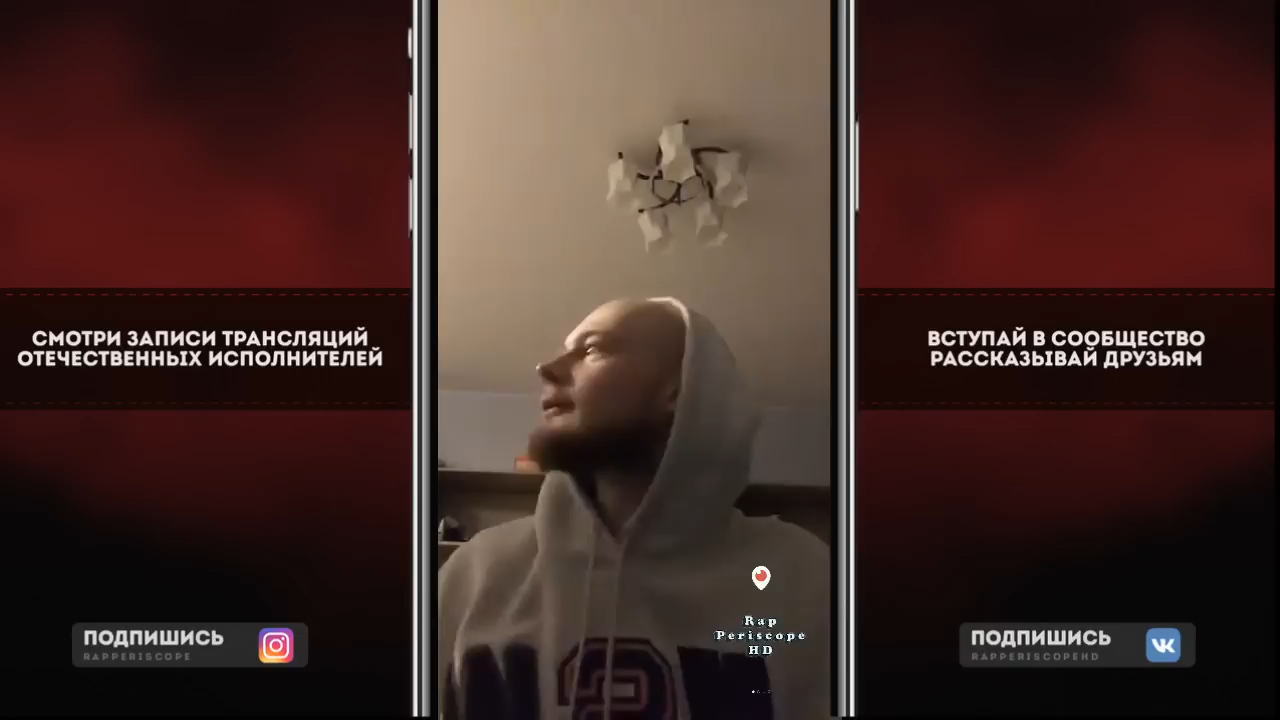 СМОТРИ ЗАПИСИ ТРАНСЛЯЦИЙ
ОТЕЧЕСТВЕННЫХ ИСПОЛНИТЕЛЕЙ
ВСТУПАЙ В СООБЩЕСТВО
РАССКАЗЫВАЙ ДРУЗЬЯМ
Rap
Periscope
HD
ПОДПИШИСЬ
RAPPERISCOPE
ПОДПИШИСЬ
RAPPERISCOPEHD